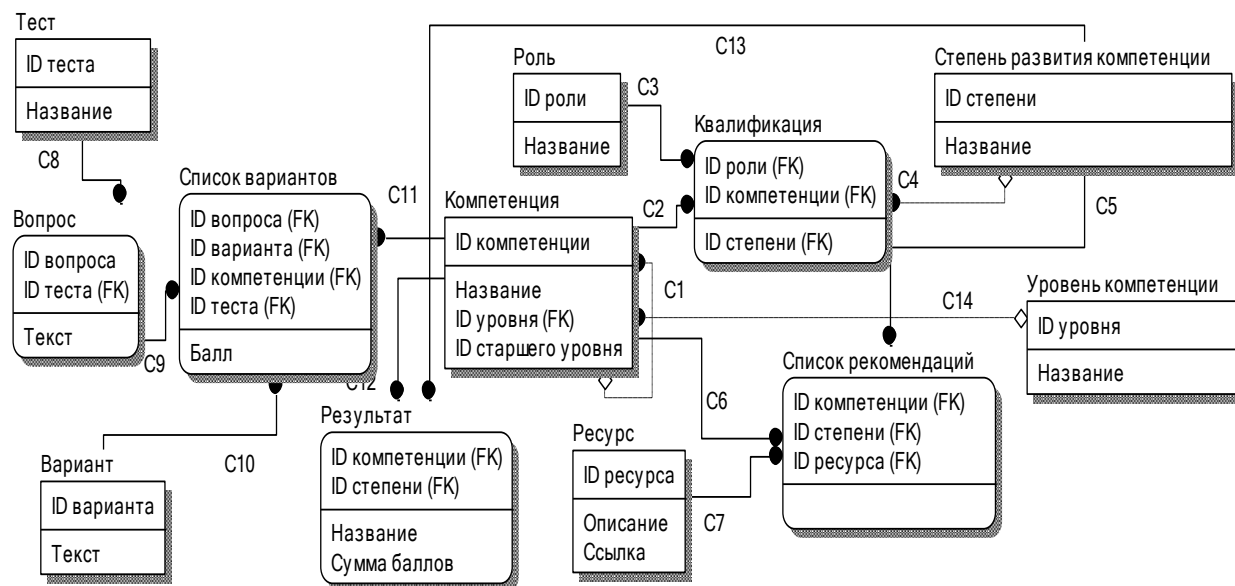 Тест
ID теста
Название
C8
Вопрос
ID вопроса
ID теста (FK)
Текст
C9
Список вариантов
ID вопроса (FK)
ID варианта (FK)
ID компетенции (FK)
ID теста (FK)
Балл
C10
Вариант
ID варианта
Текст
C11
C12
Результат
ID компетенции (FK)
ID степени (FK)
Название
Сумма баллов
Компетенция
ID компетенции
Название
ID уровня (FK)
ID старшего уровня
C1
C2
Роль
ID роли
Название
C3
C13
Квалификация
ID роли (FK)
ID компетенции (FK)
ID степени (FK)
C4
C5
Степень развития компетенции
ID степени
Название
C14
Уровень компетенции
ID уровня
Название
C6
Список рекомендаций
ID компетенции (FK)
ID степени (FK)
ID ресурса (FK)
C7
Ресурс
ID ресурса
Описание
Ссылка